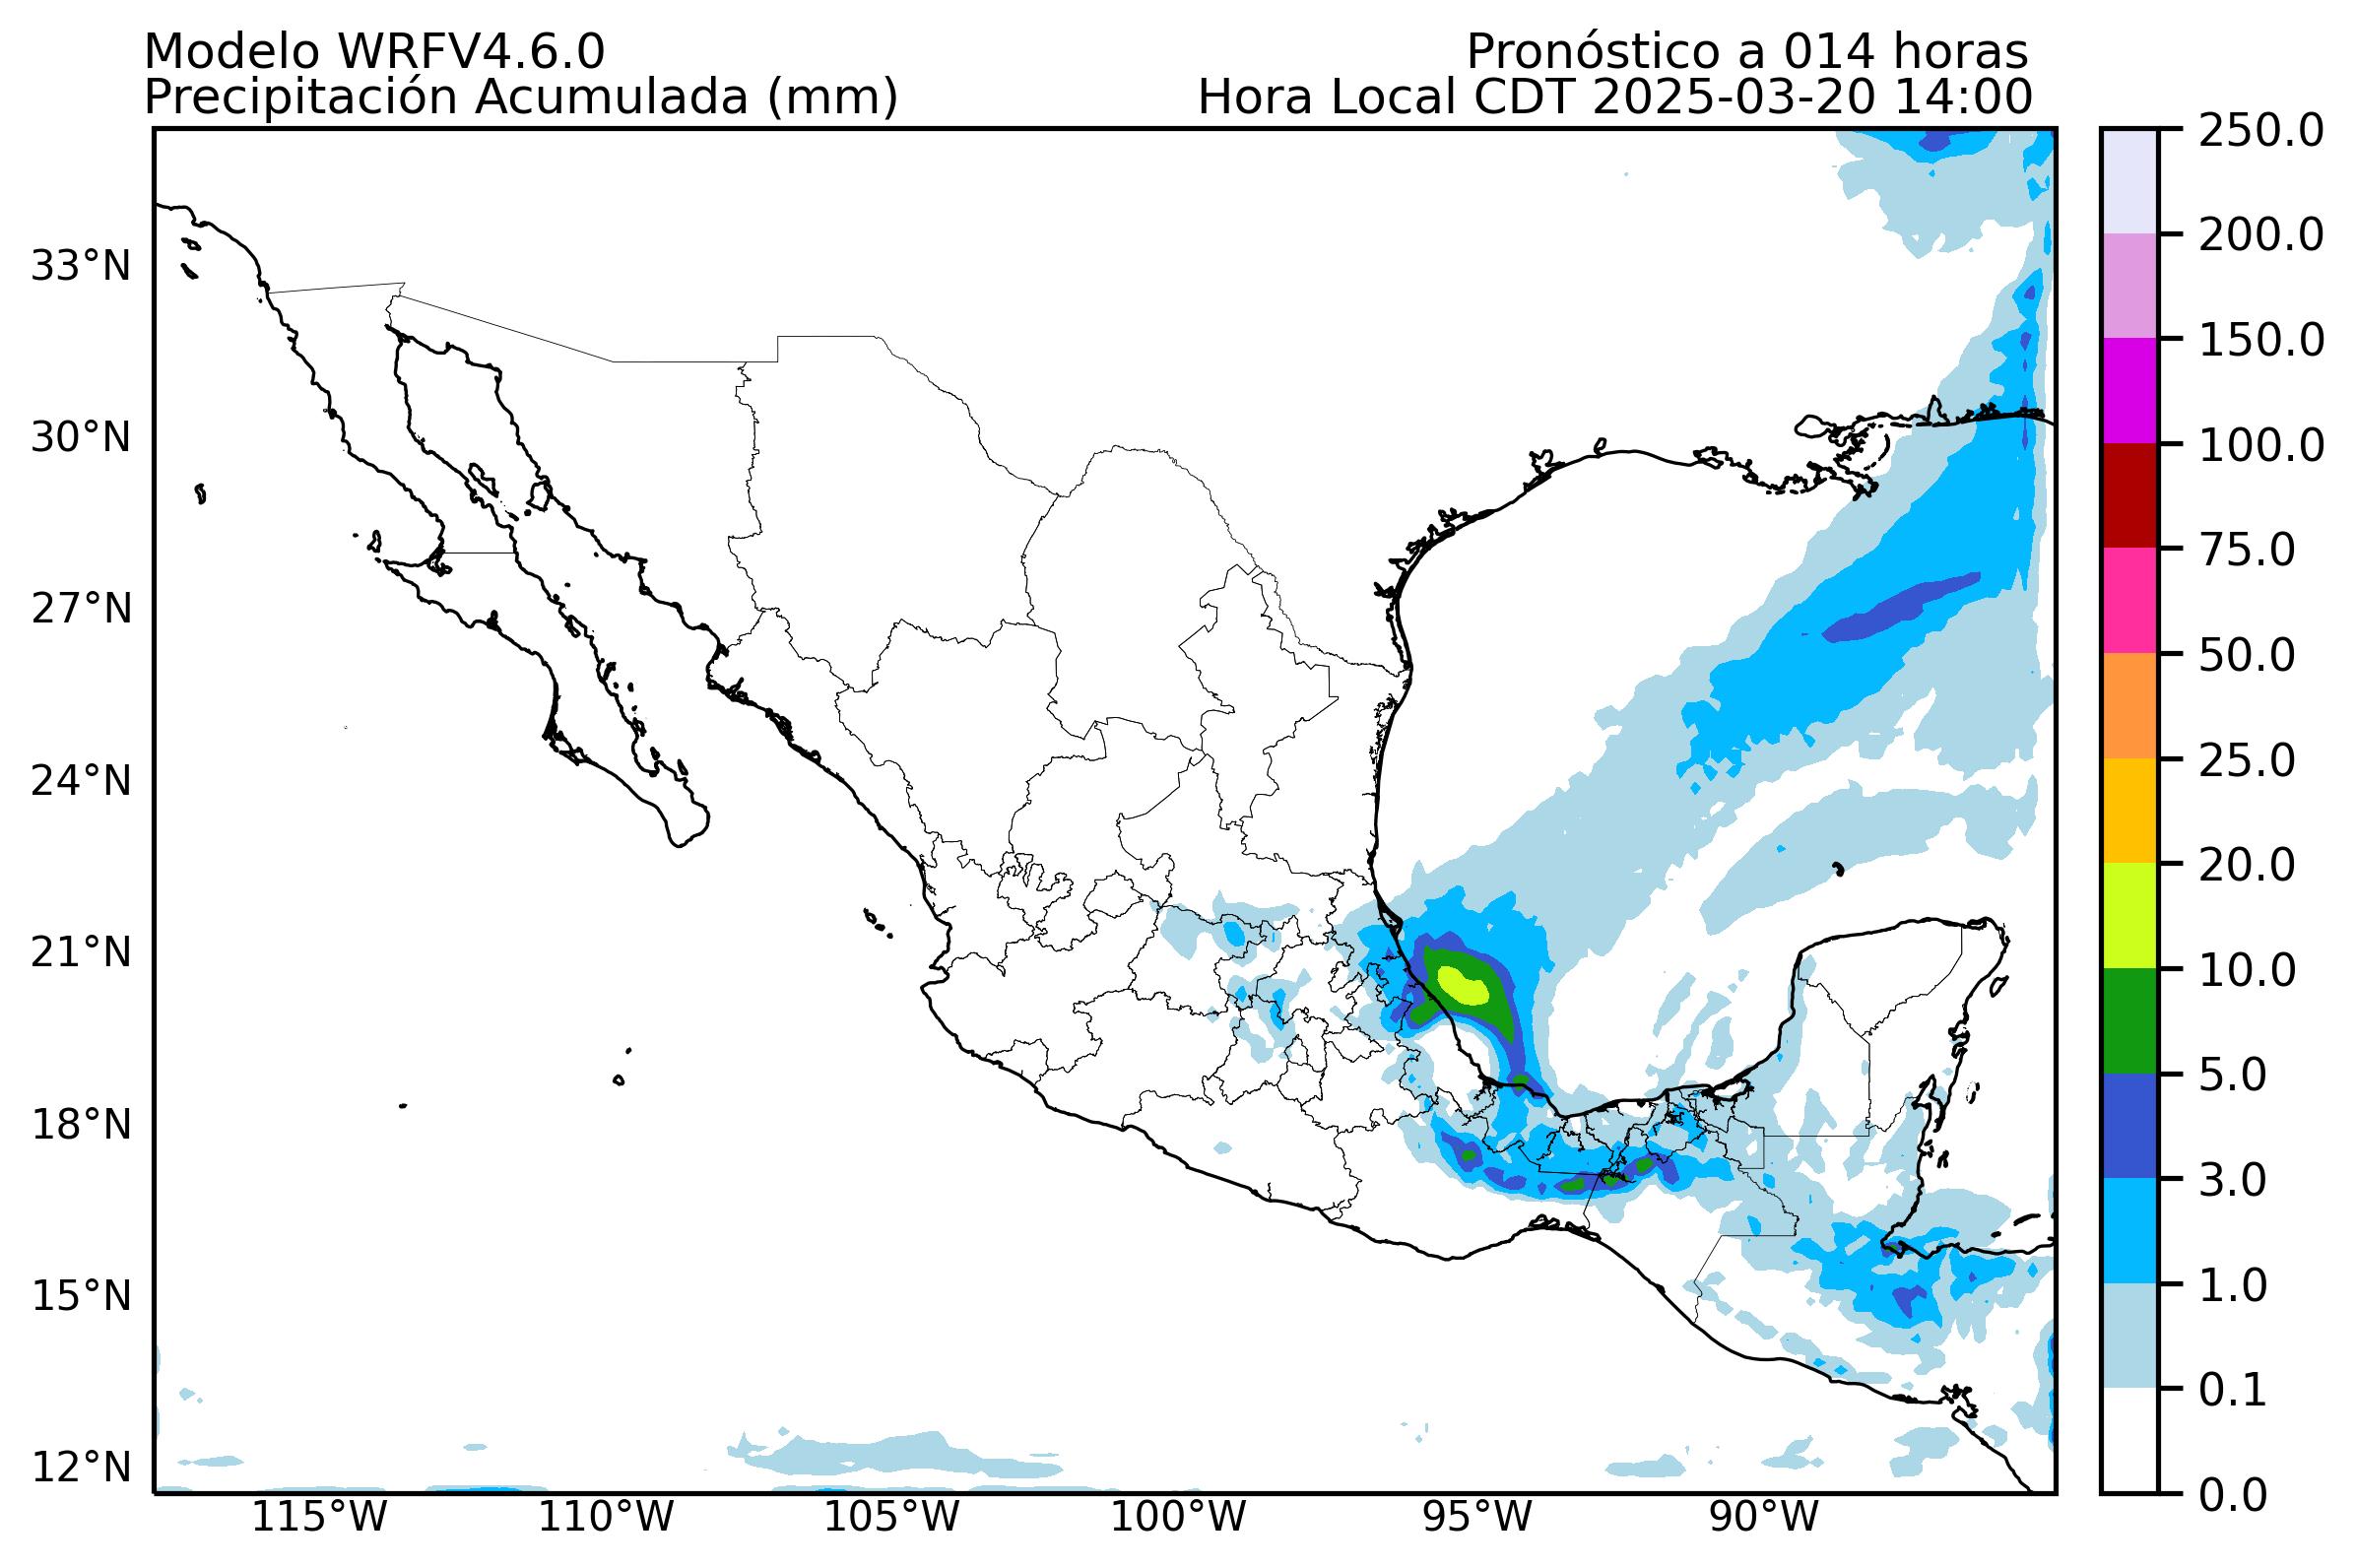 Modelo WRFV4.6.0
Pronóstico a 014 horas
Precipitación Acumulada (mm)
Hora Local CDT 2025-03-20 14:00
33°N
30°N
27°N
24°N
21°N
18°N
15°N
12°N
115°W
110°W
105°W
100°W
95°W
90°W
250.0
200.0
150.0
100.0
75.0
50.0
25.0
20.0
10.0
5.0
3.0
1.0
0.1
0.0